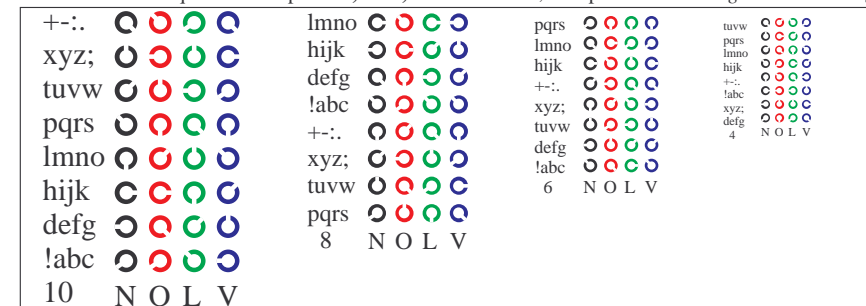 +-:.
xyz;
tuvw
pqrs
lmno
hijk
defg
!abc
10 N O L V
lmno
hijk
defg
!abc
+-:.
xyz;
tuvw
pqrs
8 N O L V
pqrs
lmno
hijk
+-:.
xyz;
tuvw
defg
!abc
6 N O L V
tuvw
pqrs
lmno
hijk
+-:.
!abc
xyz;
defg
4 N O L V